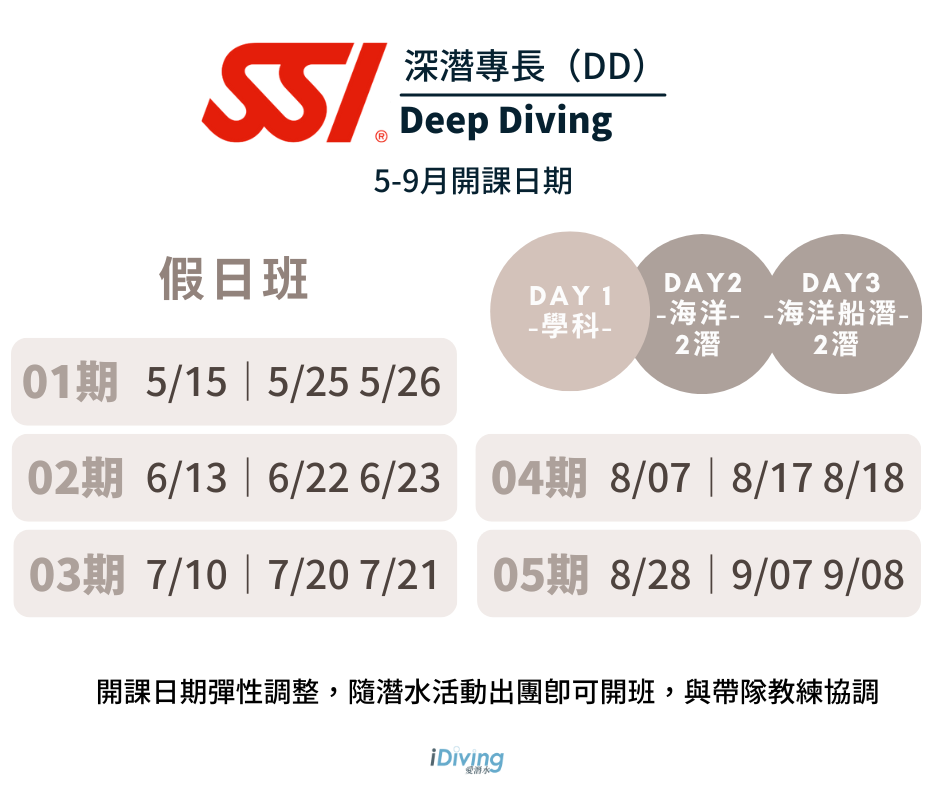 SSI®
深潛專長（DD）
Deep Diving
5-9月開課日期
假日班
DAY 1
-學科-
DAY2
-海洋-
2潛
DAY3
-海洋船潛-
2潛
01期 5/15｜5/25 5/26
02期 6/13｜6/22 6/23
03期 7/10｜7/20 7/21
04期 8/07｜8/17 8/18
05期 8/28｜9/07 9/08
開課日期彈性調整，隨潛水活動出團即可開班，與帶隊教練協調
iDiving
愛潛水